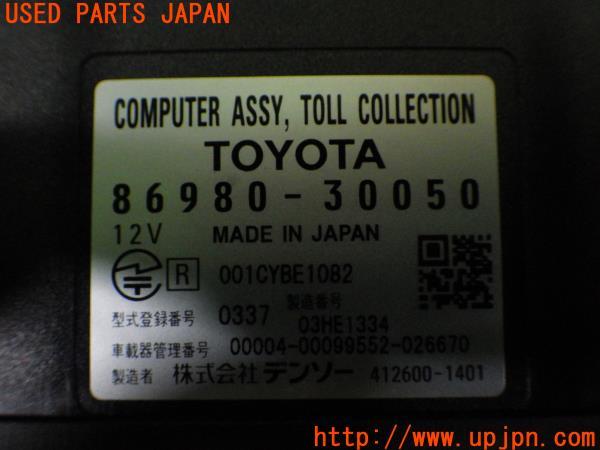 USED PARTS JAPAN
COMPUTER ASSY, TOLL COLLECTION
TOYOTA
86980-30050
12V MADE IN JAPAN
R 001CYBE1082
型式登録番号 0337 製造番号 03HE1334
車載器管理番号 00004-00099552-026670
製造者 株式会社デンソー 412600-1401
http://www.upjpn.com/